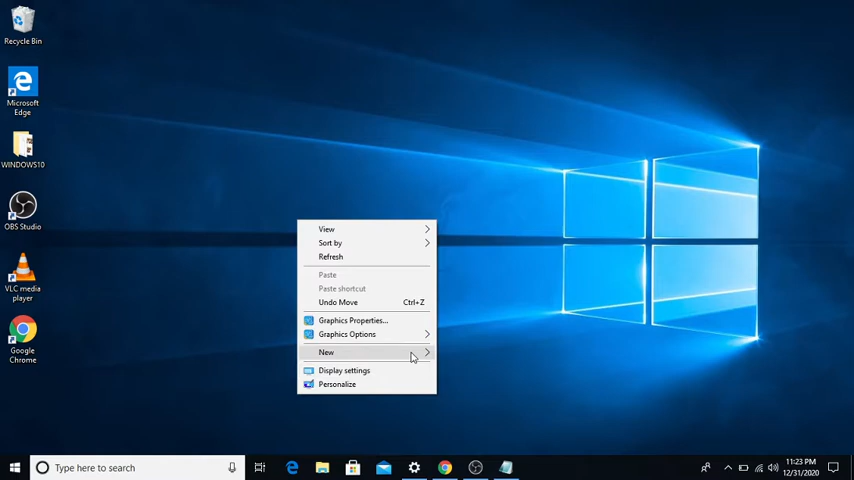 Recycle Bin
Microsoft
Edge
WINDOWS10
OBS Studio
VLC media
player
Google
Chrome
View
Sort by
Refresh
Paste
Paste shortcut
Undo Move Ctrl+Z
Graphics Properties...
Graphics Options
New
Display settings
Personalize
Type here to search
11:23 PM
12/31/2020